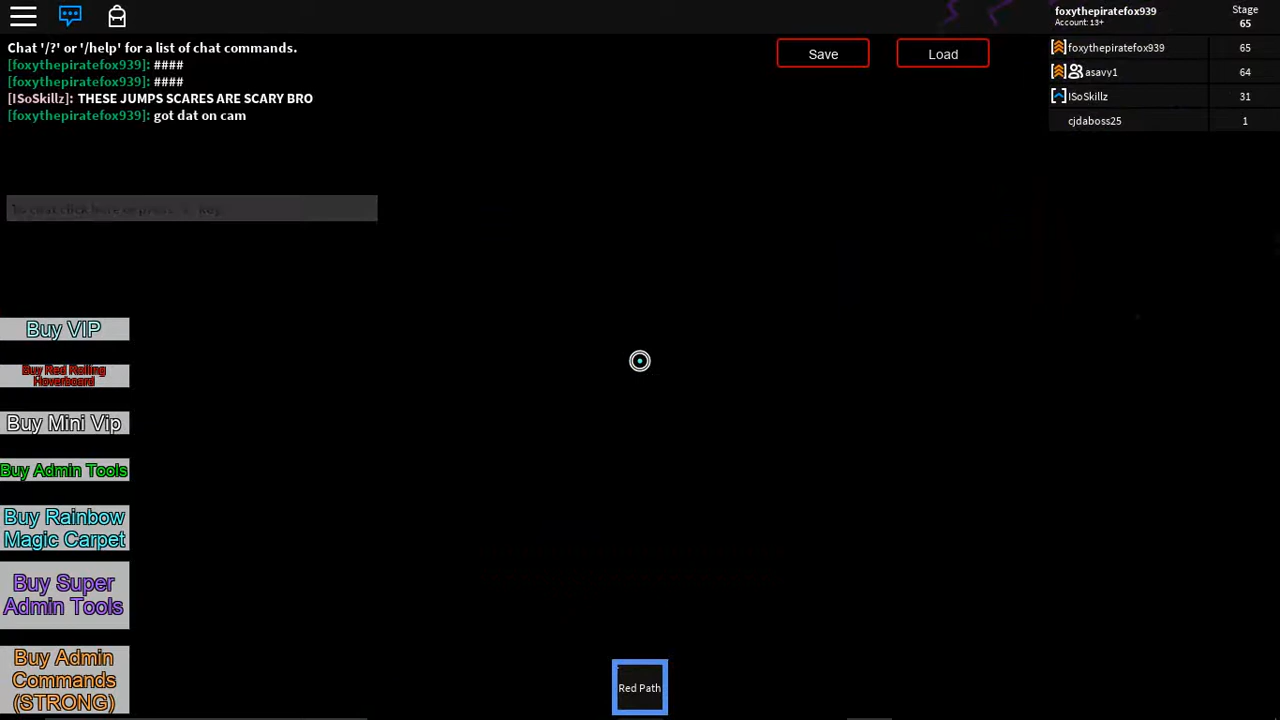 foxythepiratefox939
Account: 13+
Stage
65
Chat '/?' or '/help' for a list of chat commands.
[foxythepiratefox939]: ####
[foxythepiratefox939]: ####
[ISoSkillz]: THESE JUMPS SCARES ARE SCARY BRO
[foxythepiratefox939]: got dat on cam
Save
Load
foxythepiratefox939 65
asavy1 64
ISoSkillz 31
cjdaboss25 1
Buy VIP
Buy Red Rolling
Hoverboard
Buy Mini Vip
Buy Admin Tools
Buy Rainbow
Magic Carpet
Buy Super
Admin Tools
Buy Admin
Commands
(STRONG)
Red Path